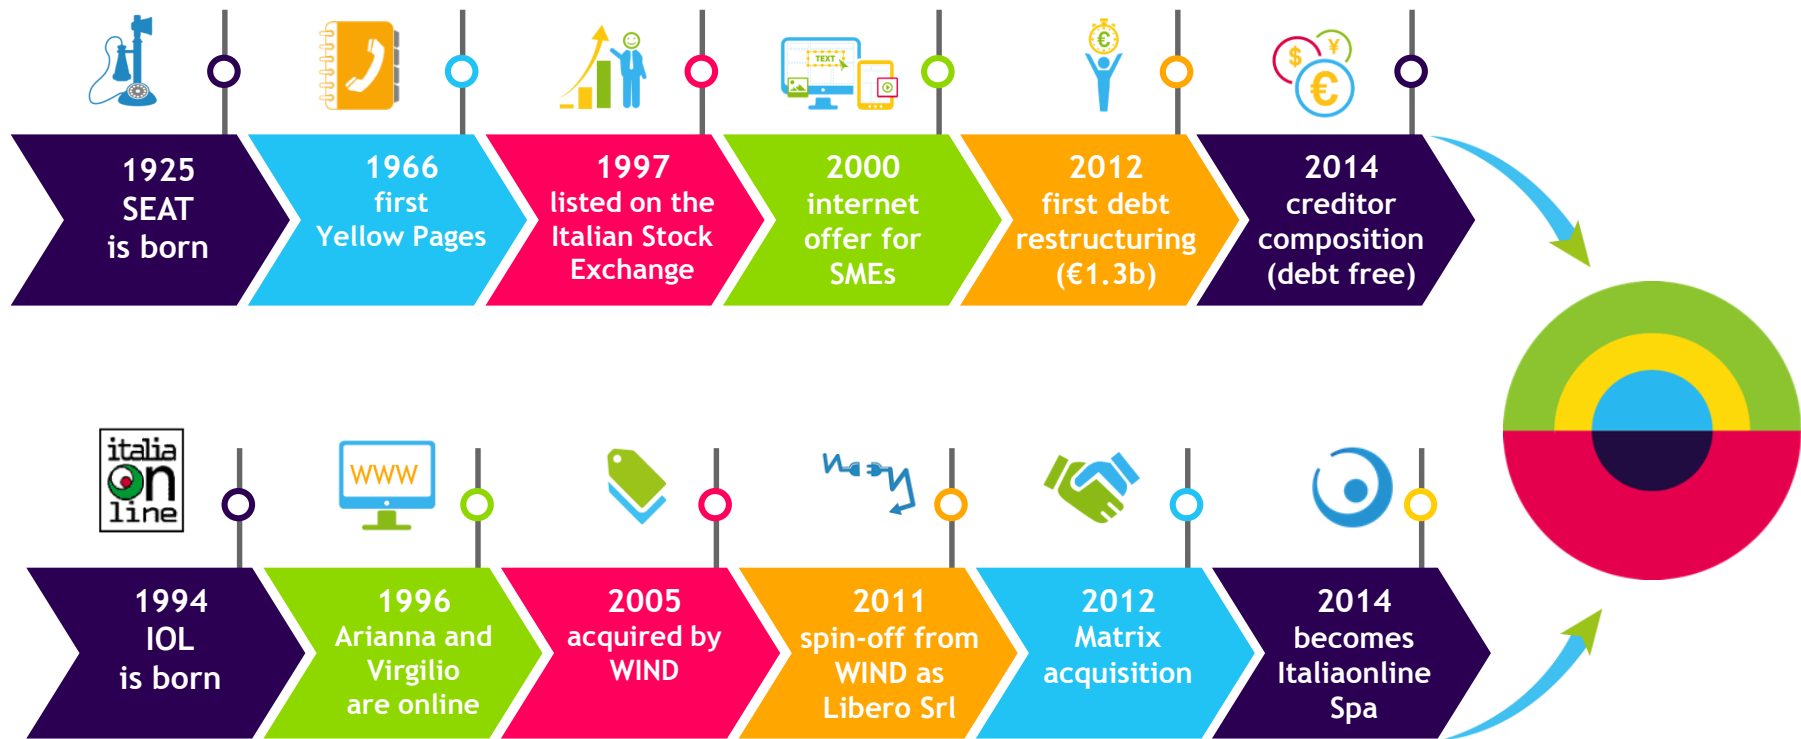 TEXT
€
$
¥
€
1925
SEAT
is born
1966
first
Yellow Pages
1997
listed on the
Italian Stock
Exchange
2000
internet
offer for
SMEs
2012
first debt
restructuring
(€1.3b)
2014
creditor
composition
(debt free)
italia
on
line
WWW
1994
IOL
is born
1996
Arianna and
Virgilio
are online
2005
acquired by
WIND
2011
spin-off from
WIND as
Libero Srl
2012
Matrix
acquisition
2014
becomes
Italiaonline
Spa